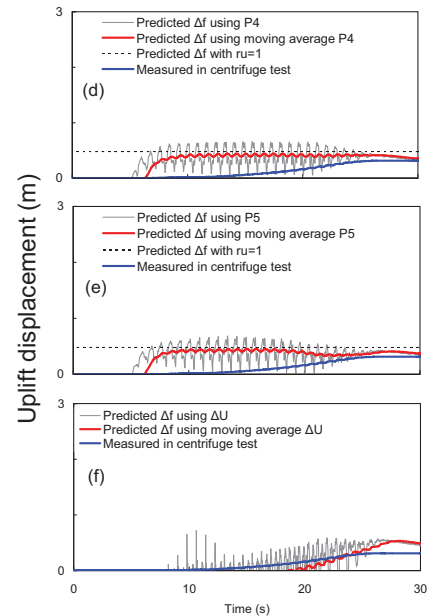 3
Predicted Δf using P4
Predicted Δf using moving average P4
Predicted Δf with ru=1
Measured in centrifuge test
(d)
0
3
Predicted Δf using P5
Predicted Δf using moving average P5
Predicted Δf with ru=1
Measured in centrifuge test
(e)
0
Uplift displacement (m)
3
Predicted Δf using ΔU
Predicted Δf using moving average ΔU
Measured in centrifuge test
(f)
0
0 10 20 30
Time (s)